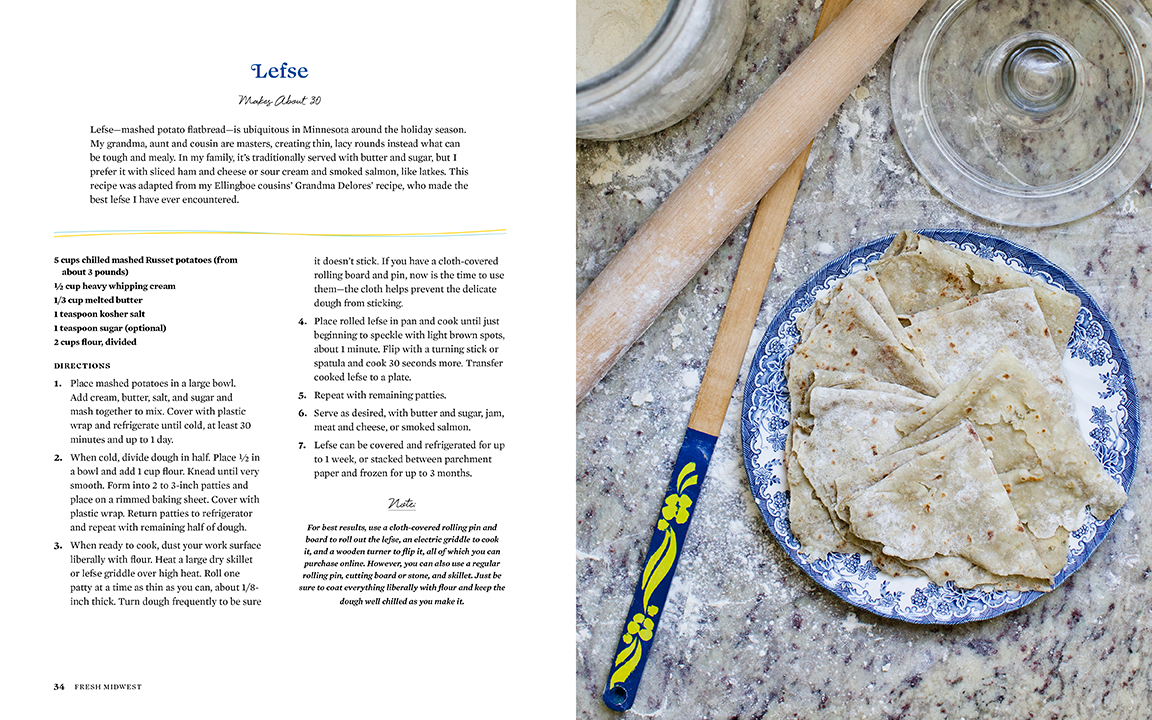 Lefse
Makes About 30
Lefse—mashed potato flatbread—is ubiquitous in Minnesota around the holiday season.
My grandma, aunt and cousin are masters, creating thin, lacy rounds instead what can
be tough and mealy. In my family, it's traditionally served with butter and sugar, but I
prefer it with sliced ham and cheese or sour cream and smoked salmon, like latkes. This
recipe was adapted from my Ellingboe cousins' Grandma Delores' recipe, who made the
best lefse I have ever encountered.
5 cups chilled mashed Russet potatoes (from
about 3 pounds)
½ cup heavy whipping cream
1/3 cup melted butter
1 teaspoon kosher salt
1 teaspoon sugar (optional)
2 cups flour, divided
DIRECTIONS
1. Place mashed potatoes in a large bowl.
Add cream, butter, salt, and sugar and
mash together to mix. Cover with plastic
wrap and refrigerate until cold, at least 30
minutes and up to 1 day.
2. When cold, divide dough in half. Place ½ in
a bowl and add 1 cup flour. Knead until very
smooth. Form into 2 to 3-inch patties and
place on a rimmed baking sheet. Cover with
plastic wrap. Return patties to refrigerator
and repeat with remaining half of dough.
3. When ready to cook, dust your work surface
liberally with flour. Heat a large dry skillet
or lefse griddle over high heat. Roll one
patty at a time as thin as you can, about 1/8-
inch thick. Turn dough frequently to be sure
it doesn't stick. If you have a cloth-covered
rolling board and pin, now is the time to use
them—the cloth helps prevent the delicate
dough from sticking.
4. Place rolled lefse in pan and cook until just
beginning to speckle with light brown spots,
about 1 minute. Flip with a turning stick or
spatula and cook 30 seconds more. Transfer
cooked lefse to a plate.
5. Repeat with remaining patties.
6. Serve as desired, with butter and sugar, jam,
meat and cheese, or smoked salmon.
7. Lefse can be covered and refrigerated for up
to 1 week, or stacked between parchment
paper and frozen for up to 3 months.
Note:
For best results, use a cloth-covered rolling pin and
board to roll out the lefse, an electric griddle to cook
it, and a wooden turner to flip it, all of which you can
purchase online. However, you can also use a regular
rolling pin, cutting board or stone, and skillet. Just be
sure to coat everything liberally with flour and keep the
dough well chilled as you make it.
34 FRESH MIDWEST